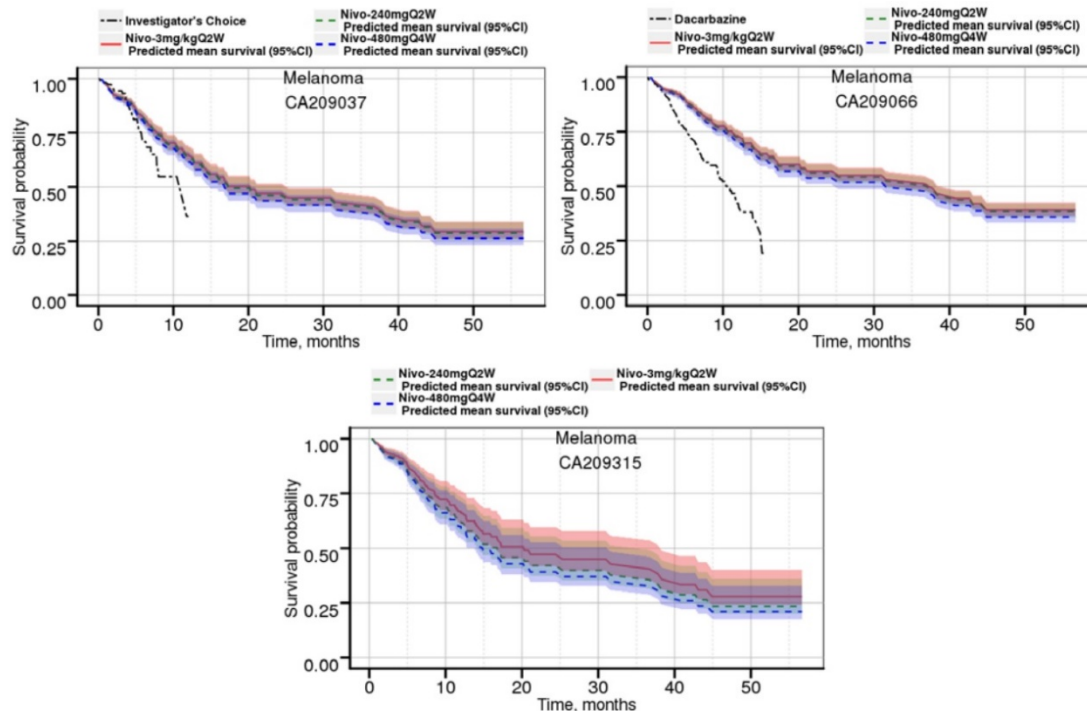 Investigator's Choice
Nivo-3mg/kgQ2W
Predicted mean survival (95%CI)
Nivo-240mgQ2W
Predicted mean survival (95%CI)
Nivo-480mgQ4W
Predicted mean survival (95%CI)
Melanoma
CA209037
Survival probability
1.00
0.75
0.50
0.25
0.00
0 10 20 30 40 50
Time, months
Dacarbazine
Nivo-3mg/kgQ2W
Predicted mean survival (95%CI)
Nivo-240mgQ2W
Predicted mean survival (95%CI)
Nivo-480mgQ4W
Predicted mean survival (95%CI)
Melanoma
CA209066
Survival probability
1.00
0.75
0.50
0.25
0.00
0 10 20 30 40 50
Time, months
Nivo-240mgQ2W
Predicted mean survival (95%CI)
Nivo-480mgQ4W
Predicted mean survival (95%CI)
Nivo-3mg/kgQ2W
Predicted mean survival (95%CI)
Melanoma
CA209315
Survival probability
1.00
0.75
0.50
0.25
0.00
0 10 20 30 40 50
Time, months